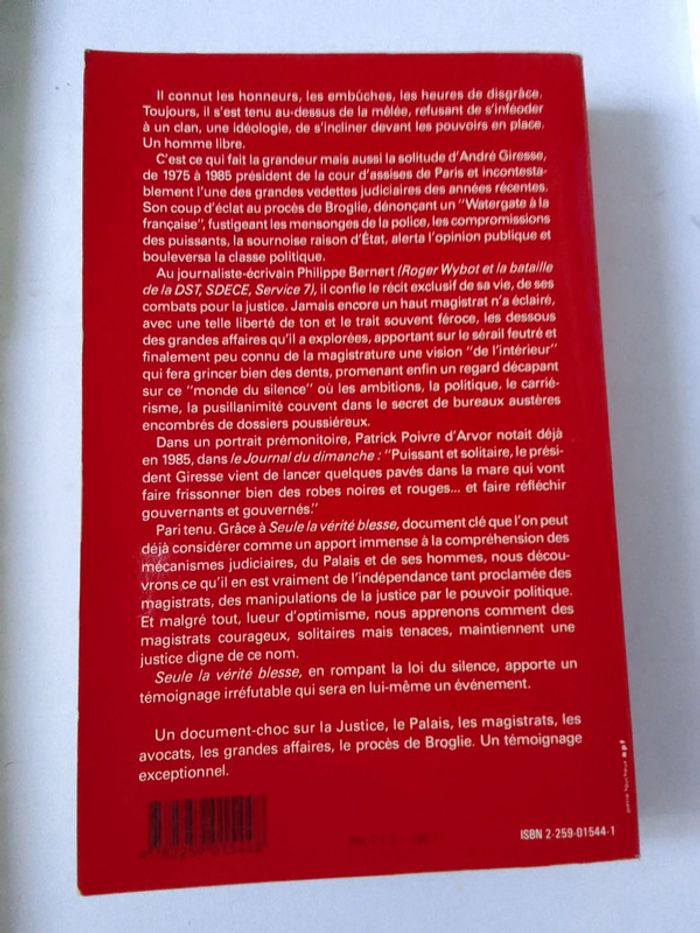 Il connut les honneurs, les embûches, les heures de disgrâce.
Toujours, il s'est tenu au-dessus de la mêlée, refusant de s'inféoder
à un clan, une idéologie, de s'incliner devant les pouvoirs en place.
Un homme libre.
C'est ce qui fait la grandeur mais aussi la solitude d'André Giresse,
de 1975 à 1985 président de la cour d'assises de Paris et incontesta-
blement l'une des grandes vedettes judiciaires des années récentes.
Son coup d'éclat au procès de Broglie, dénonçant un "Watergate à la
française", fustigeant les mensonges de la police, les compromissions
des puissants, la sournoise raison d'État, alerta l'opinion publique et
bouleversa la classe politique.
Au journaliste-écrivain Philippe Bernert (Roger Wybot et la bataille
de la DST, SDECE, Service 7), il confie le récit exclusif de sa vie, de ses
combats pour la justice. Jamais encore un haut magistrat n'a éclairé,
avec une telle liberté de ton et le trait souvent féroce, les dessous
des grandes affaires qu'il a explorées, apportant sur le sérail feutré et
finalement peu connu de la magistrature une vision "de l'intérieur"
qui fera grincer bien des dents, promenant enfin un regard décapant
sur ce "monde du silence" où les ambitions, la politique, le carrié-
risme, la pusillanimité couvent dans le secret de bureaux austères
encombrés de dossiers poussiéreux.
Dans un portrait prémonitoire, Patrick Poivre d'Arvor notait déjà
en 1985, dans le Journal du dimanche : "Puissant et solitaire, le prési-
dent Giresse vient de lancer quelques pavés dans la mare qui vont
faire frissonner bien des robes noires et rouges... et faire réfléchir
gouvernants et gouvernés."
Pari tenu. Grâce à Seule la vérité blesse, document clé que l'on peut
déjà considérer comme un apport immense à la compréhension des
mécanismes judiciaires, du Palais et de ses hommes, nous décou-
vrons ce qu'il en est vraiment de l'indépendance tant proclamée des
magistrats, des manipulations de la justice par le pouvoir politique.
Et malgré tout, lueur d'optimisme, nous apprenons comment des
magistrats courageux, solitaires mais tenaces, maintiennent une
justice digne de ce nom.
Seule la vérité blesse, en rompant la loi du silence, apporte un
témoignage irréfutable qui sera en lui-même un événement.
Un document-choc sur la Justice, le Palais, les magistrats, les
avocats, les grandes affaires, le procès de Broglie. Un témoignage
exceptionnel.
ISBN 2-259-01544-1